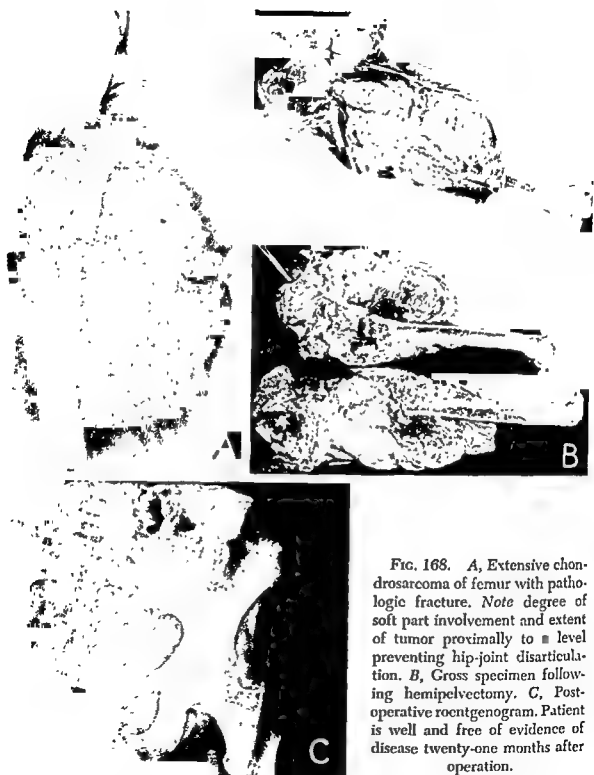 A
B
C
FIG. 168. A, Extensive chon-
drosarcoma of femur with patho-
logic fracture. Note degree of
soft part involvement and extent
of tumor proximally to level
preventing hip-joint disarticula-
tion. B, Gross specimen follow-
ing hemipelvectomy. C, Post-
operative roentgenogram. Patient
is well and free of evidence of
disease twenty-one months after
operation.